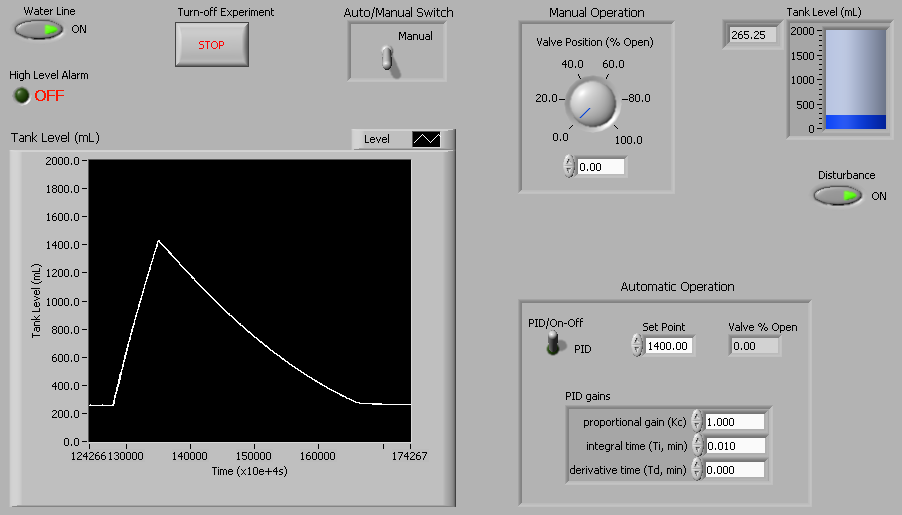 Water Line
ON
Turn-off Experiment
STOP
Auto/Manual Switch
Manual
High Level Alarm
OFF
Manual Operation
Valve Position (% Open)
40.0 60.0
20.0 80.0
0.0 100.0
0.00
Tank Level (mL)
265.25
2000
1500
1000
500
0
Disturbance
ON
Tank Level (mL)
Level
2000.0
1800.0
1600.0
1400.0
1200.0
1000.0
800.0
600.0
400.0
200.0
0.0
Tank Level (mL)
124266 130000 140000 150000 160000 174267
Time (x10e+4s)
Automatic Operation
PID/On-Off
PID
Set Point
1400.00
Valve % Open
0.00
PID gains
proportional gain (Kc) 1.000
integral time (Ti, min) 0.010
derivative time (Td, min) 0.000